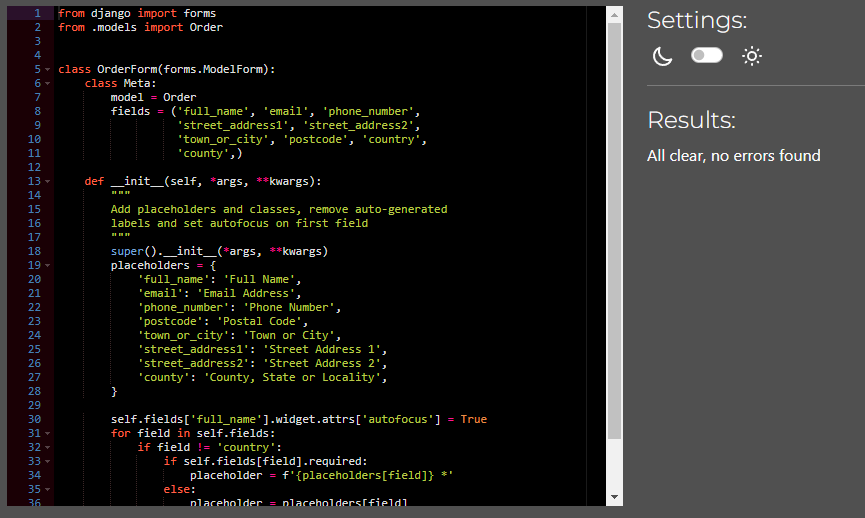 1 from django import forms
2 from .models import Order
3
4
5 class OrderForm(forms.ModelForm):
6     class Meta:
7         model = Order
8         fields = ('full_name', 'email', 'phone_number',
9                   'street_address1', 'street_address2',
10                   'town_or_city', 'postcode', 'country',
11                   'county',)
12
13     def __init__(self, *args, **kwargs):
14         """
15         Add placeholders and classes, remove auto-generated
16         labels and set autofocus on first field
17         """
18         super().__init__(*args, **kwargs)
19         placeholders = {
20             'full_name': 'Full Name',
21             'email': 'Email Address',
22             'phone_number': 'Phone Number',
23             'postcode': 'Postal Code',
24             'town_or_city': 'Town or City',
25             'street_address1': 'Street Address 1',
26             'street_address2': 'Street Address 2',
27             'county': 'County, State or Locality',
28         }
29
30         self.fields['full_name'].widget.attrs['autofocus'] = True
31         for field in self.fields:
32             if field != 'country':
33                 if self.fields[field].required:
34                     placeholder = f'{placeholders[field]} *'
35                 else:
36                     placeholder = placeholders[field]
Settings:
Results:
All clear, no errors found